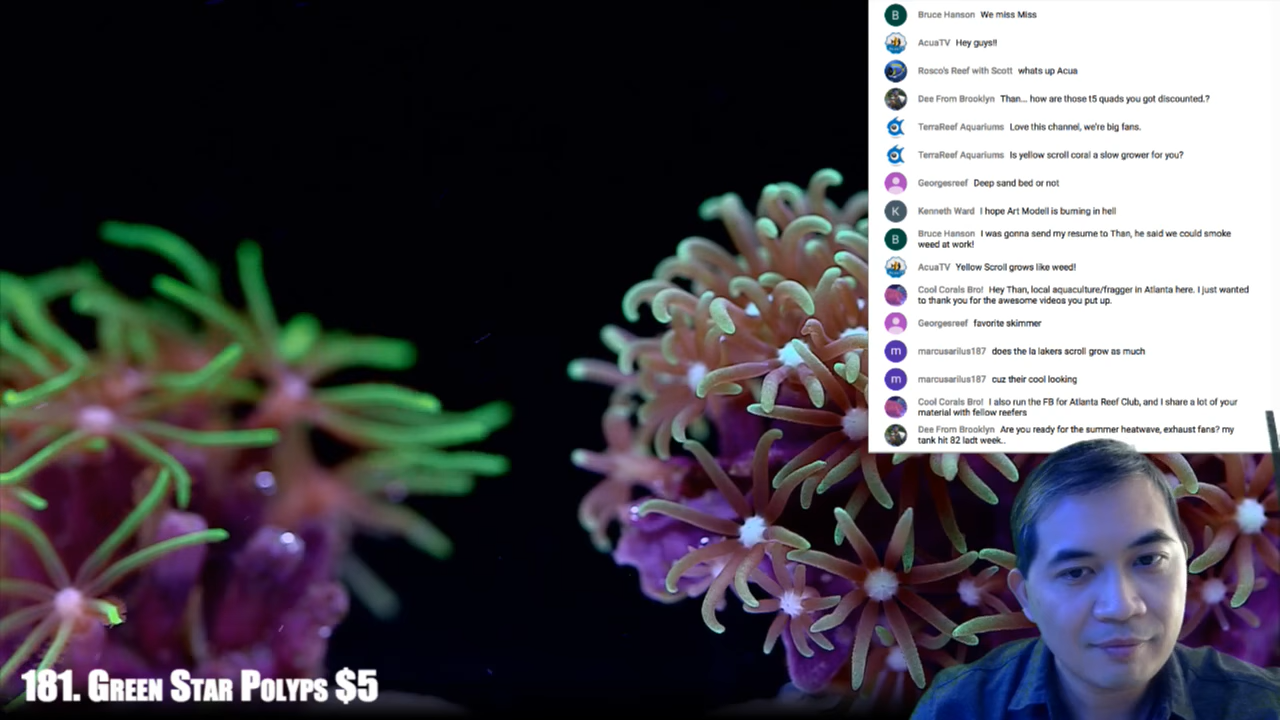 B Bruce Hanson We miss Miss
AcuaTV Hey guys!!
Rosco's Reef with Scott whats up Acua
Dee From Brooklyn Than... how are those t5 quads you got discounted.?
TerraReef Aquariums Love this channel, we're big fans.
TerraReef Aquariums Is yellow scroll coral a slow grower for you?
Georgesreef Deep sand bed or not
K Kenneth Ward I hope Art Modell is burning in hell
B Bruce Hanson I was gonna send my resume to Than, he said we could smoke
weed at work!
AcuaTV Yellow Scroll grows like weed!
Cool Corals Bro! Hey Than, local aquaculture/fragger in Atlanta here. I just wanted
to thank you for the awesome videos you put up.
Georgesreef favorite skimmer
m marcusarilus187 does the la lakers scroll grow as much
m marcusarilus187 cuz their cool looking
Cool Corals Bro! I also run the FB for Atlanta Reef Club, and I share a lot of your
material with fellow reefers
Dee From Brooklyn Are you ready for the summer heatwave, exhaust fans? my
tank hit 82 ladt week..
181. Green Star Polyps $5